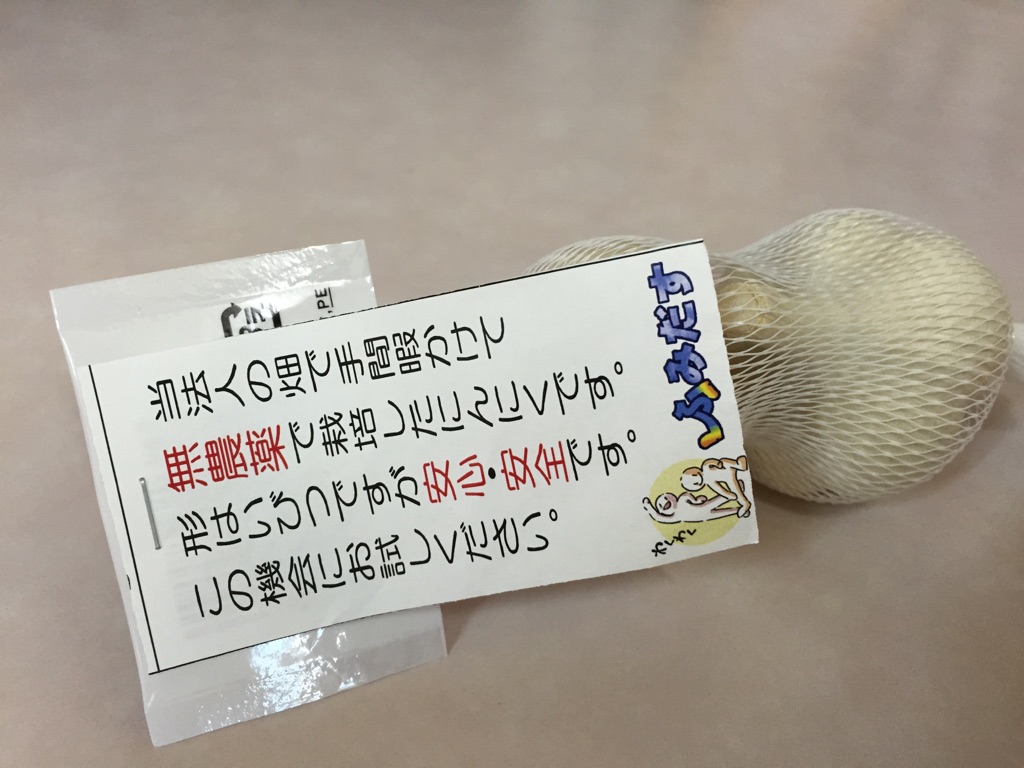 当法人の畑で手間暇かけて
無農薬で栽培したにんにくです。
形はいびつですが安心・安全です。
この機会にお試しください。
ふみだす
わくわく
PE